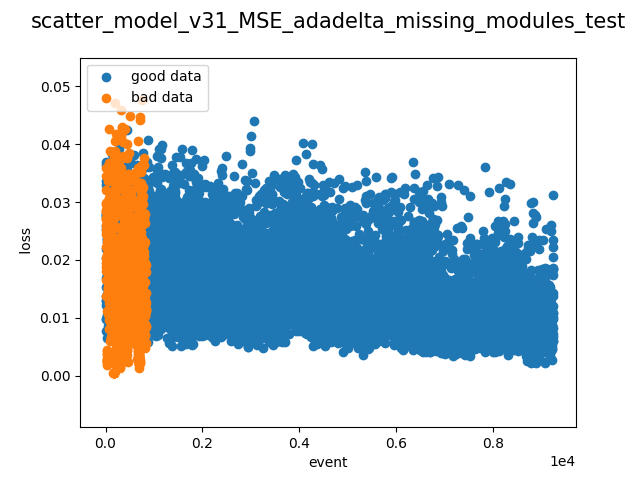 scatter_model_v31_MSE_adadelta_missing_modules_test
good data
bad data
0.05
0.04
0.03
0.02
0.01
0.00
loss
0.0
0.2
0.4
0.6
0.8
1e4
event